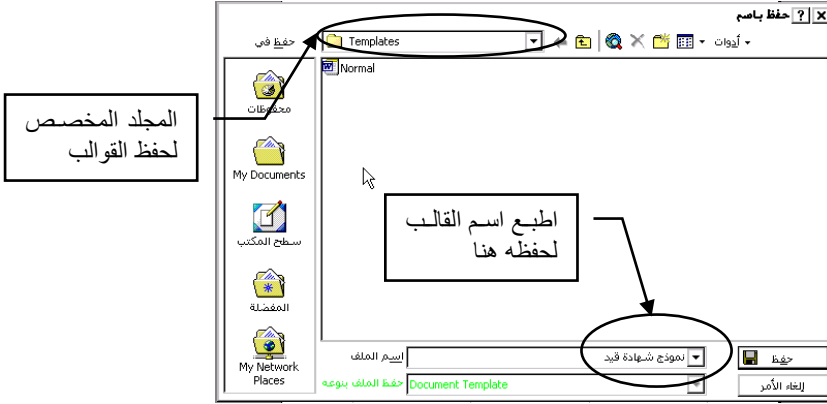 حفظ باسم
حفظ في
Templates
أدوات
Normal
محفوظات
My Documents
سطح المكتب
المفضلة
My Network
Places
المجلد المخصص
لحفظ القوالب
اطبع اسم القالب
لحفظه هنا
اسم الملف
نموذج شهادة قيد
حفظ
حفظ الملف بنوعه
Document Template
إلغاء الأمر